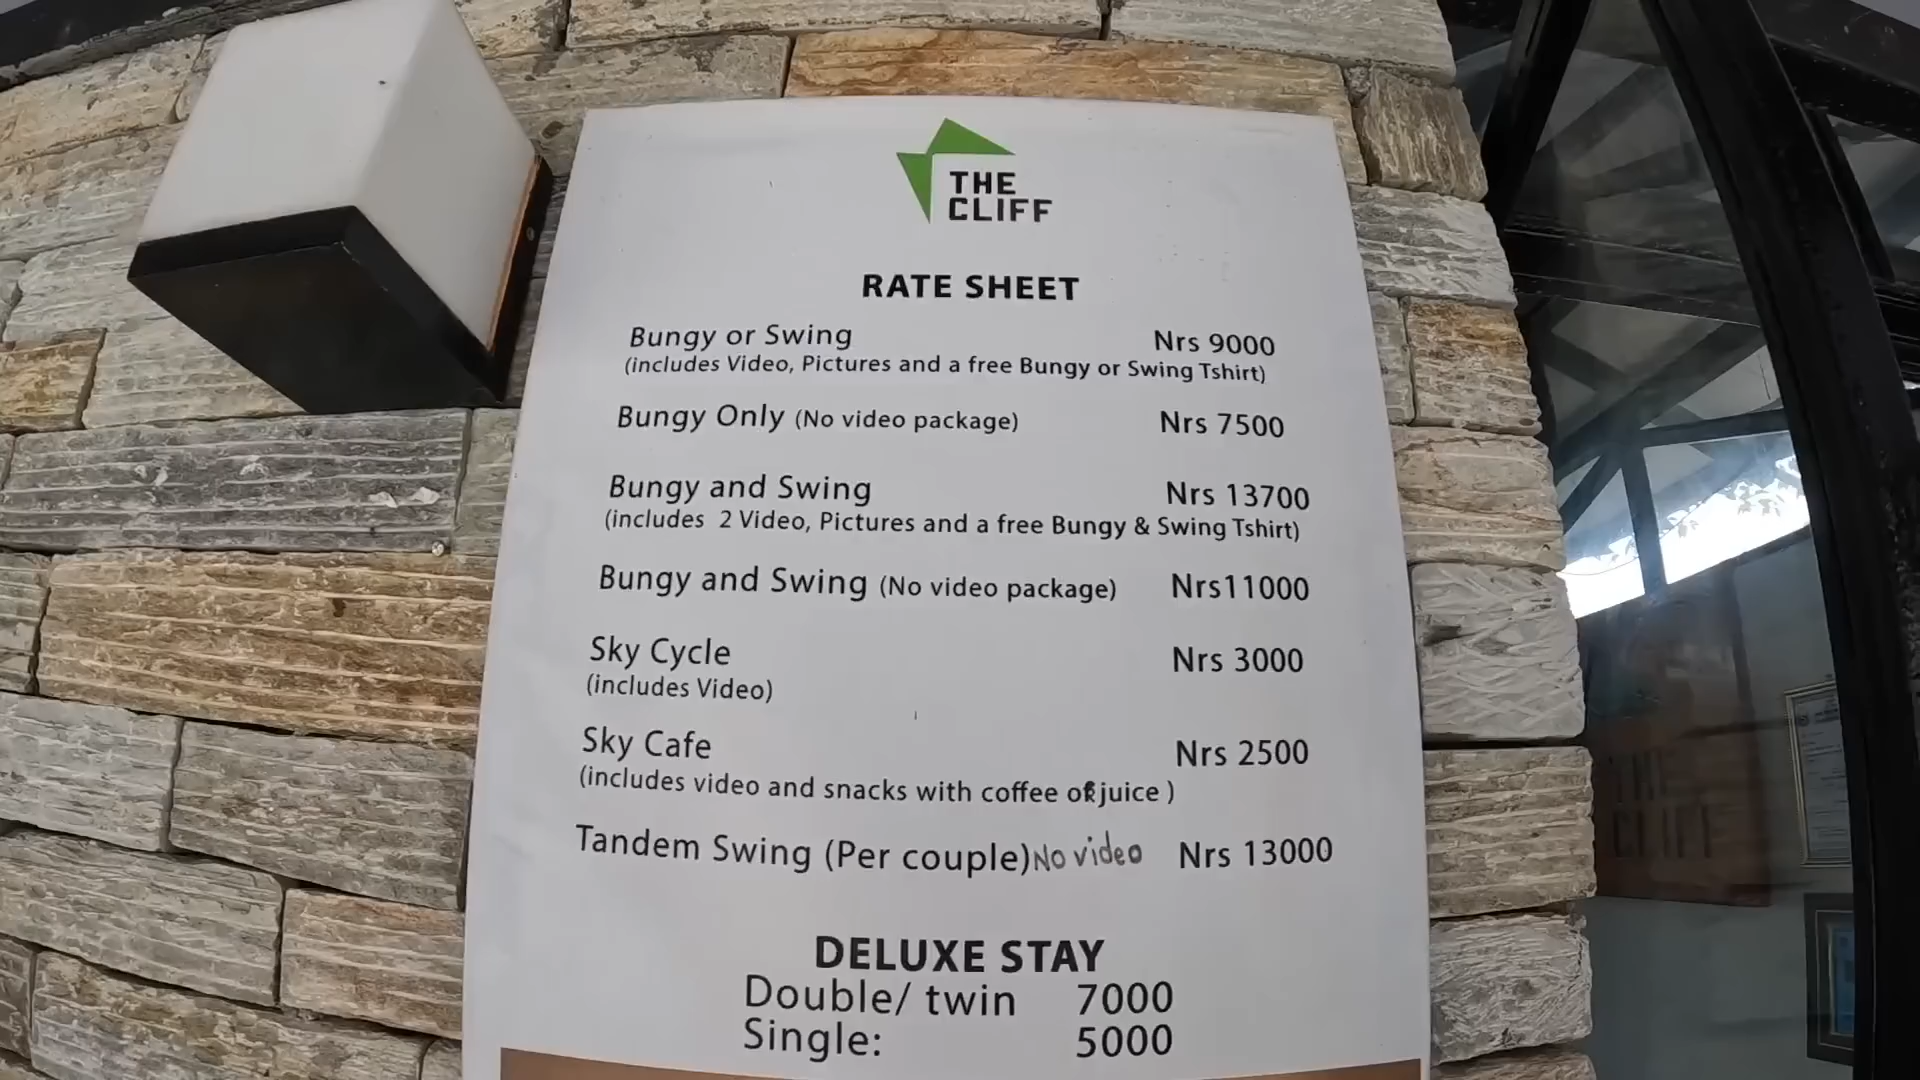 THE
CLIFF
RATE SHEET
Bungy or Swing Nrs 9000
(includes Video, Pictures and a free Bungy or Swing Tshirt)
Bungy Only (No video package) Nrs 7500
Bungy and Swing Nrs 13700
(includes 2 Video, Pictures and a free Bungy & Swing Tshirt)
Bungy and Swing (No video package) Nrs11000
Sky Cycle Nrs 3000
(includes Video)
Sky Cafe Nrs 2500
(includes video and snacks with coffee or juice )
Tandem Swing (Per couple) No video Nrs 13000
DELUXE STAY
Double/ twin 7000
Single: 5000
THE
CLIFF